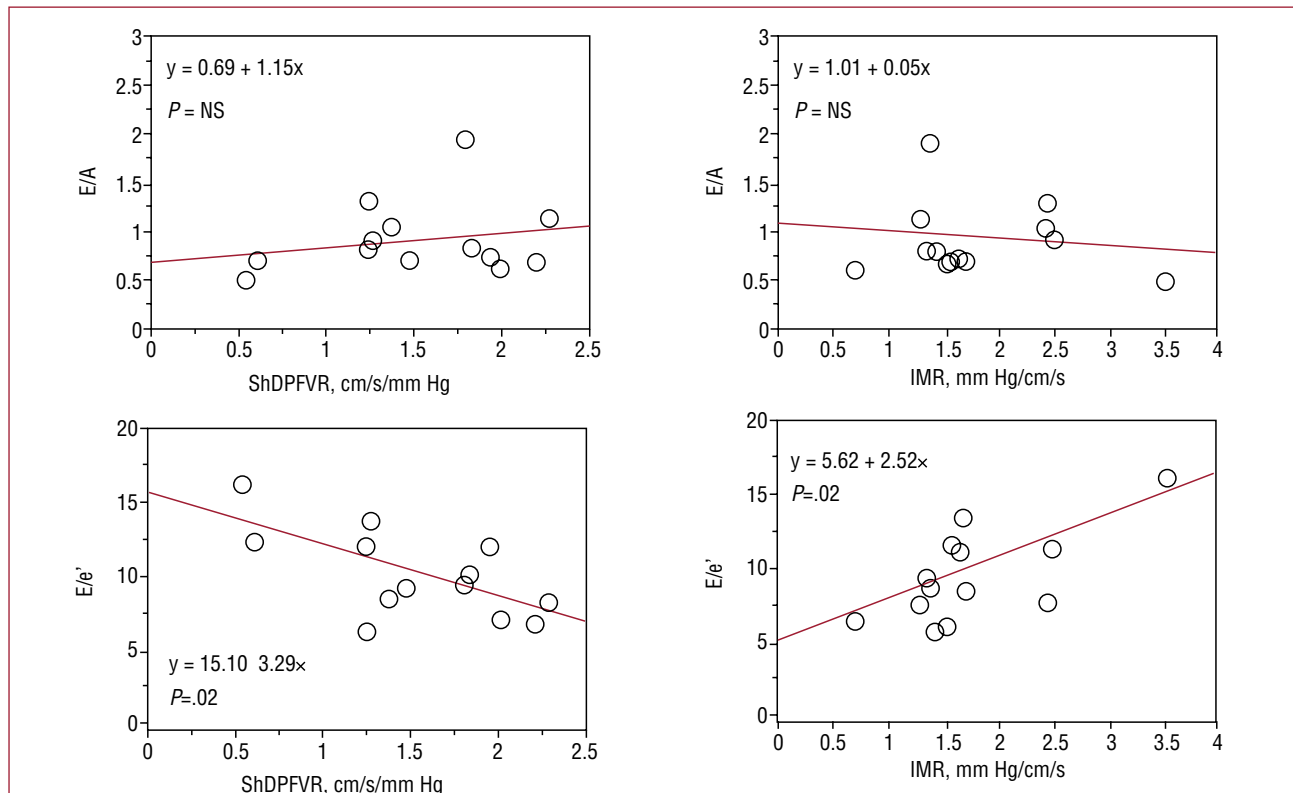 3
y = 0.69 + 1.15x
2.5
P = NS
2
E/A
1.5
1
0.5
0
0 0.5 1 1.5 2 2.5
ShDPFVR, cm/s/mm Hg
3
y = 1.01 + 0.05x
2.5
P = NS
2
E/A
1.5
1
0.5
0
0 1 1.5 2 2.5 3 3.5 4
IMR, mm Hg/cm/s
20
15
E/e'
10
5
y = 15.10 3.29×
P=.02
0
0 0.5 1 1.5 2 2.5
ShDPFVR, cm/s/mm Hg
20
y = 5.62 + 2.52×
P=.02
15
E/e'
10
5
0
0 1 1.5 2 2.5 3 3.5 4
IMR, mm Hg/cm/s